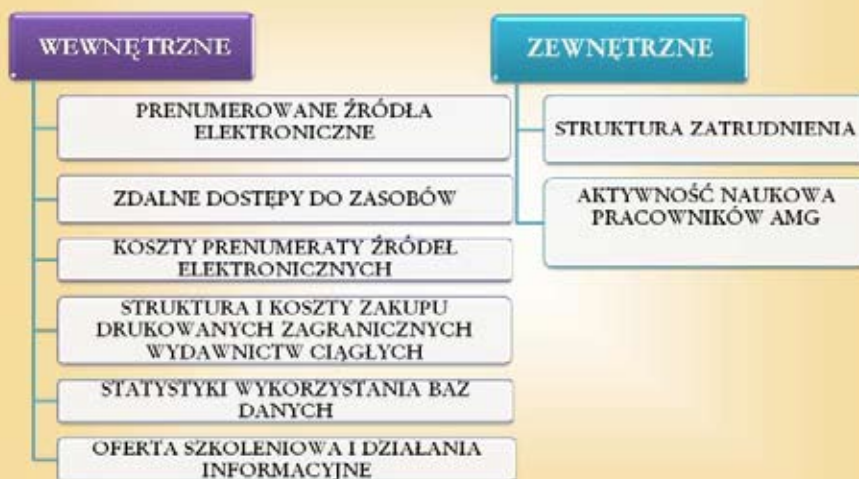 WEWNĘTRZNE
PRENUMEROWANE ŹRÓDŁA
ELEKTRONICZNE
ZDALNE DOSTĘPY DO ZASOBÓW
KOSZTY PRENUMERATY ŹRÓDEŁ
ELEKTRONICZNYCH
STRUKTURA I KOSZTY ZAKUPU
DRUKOWANYCH ZAGRANICZNYCH
WYDAWNICTW CIĄGŁYCH
STATYSTYKI WYKORZYSTANIA BAZ
DANYCH
OFERTA SZKOLENIOWA I DZIAŁANIA
INFORMACYJNE
ZEWNĘTRZNE
STRUKTURA ZATRUDNIENIA
AKTYWNOŚĆ NAUKOWA
PRACOWNIKÓW AMG